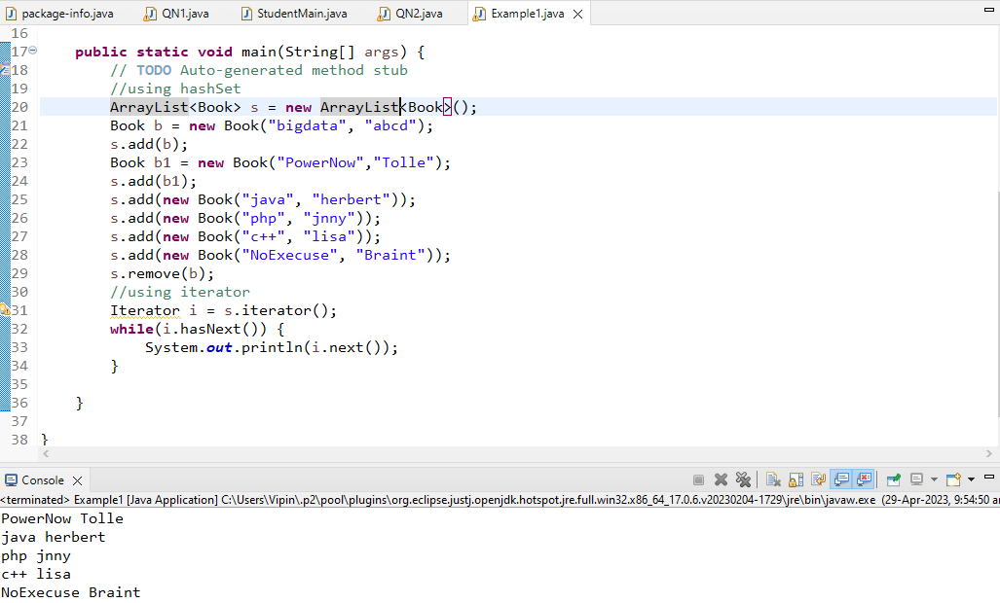 package-info.java QN1.java StudentMain.java QN2.java Example1.java
16
17 public static void main(String[] args) {
18 // TODO Auto-generated method stub
19 //using hashSet
20 ArrayList<Book> s = new ArrayList<Book>();
21 Book b = new Book("bigdata", "abcd");
22 s.add(b);
23 Book b1 = new Book("PowerNow","Tolle");
24 s.add(b1);
25 s.add(new Book("java", "herbert"));
26 s.add(new Book("php", "jnny"));
27 s.add(new Book("c++", "lisa"));
28 s.add(new Book("NoExecuse", "Braint"));
29 s.remove(b);
30 //using iterator
31 Iterator i = s.iterator();
32 while(i.hasNext()) {
33 System.out.println(i.next());
34 }
35
36 }
37
38 }
Console
<terminated> Example1 [Java Application] C:\Users\Vipin\.p2\pool\plugins\org.eclipse.justj.openjdk.hotspot.jre.full.win32.x86_64_17.0.6.v20230204-1729\jre\bin\javaw.exe (29-Apr-2023, 9:54:50 am
PowerNow Tolle
java herbert
php jnny
c++ lisa
NoExecuse Braint